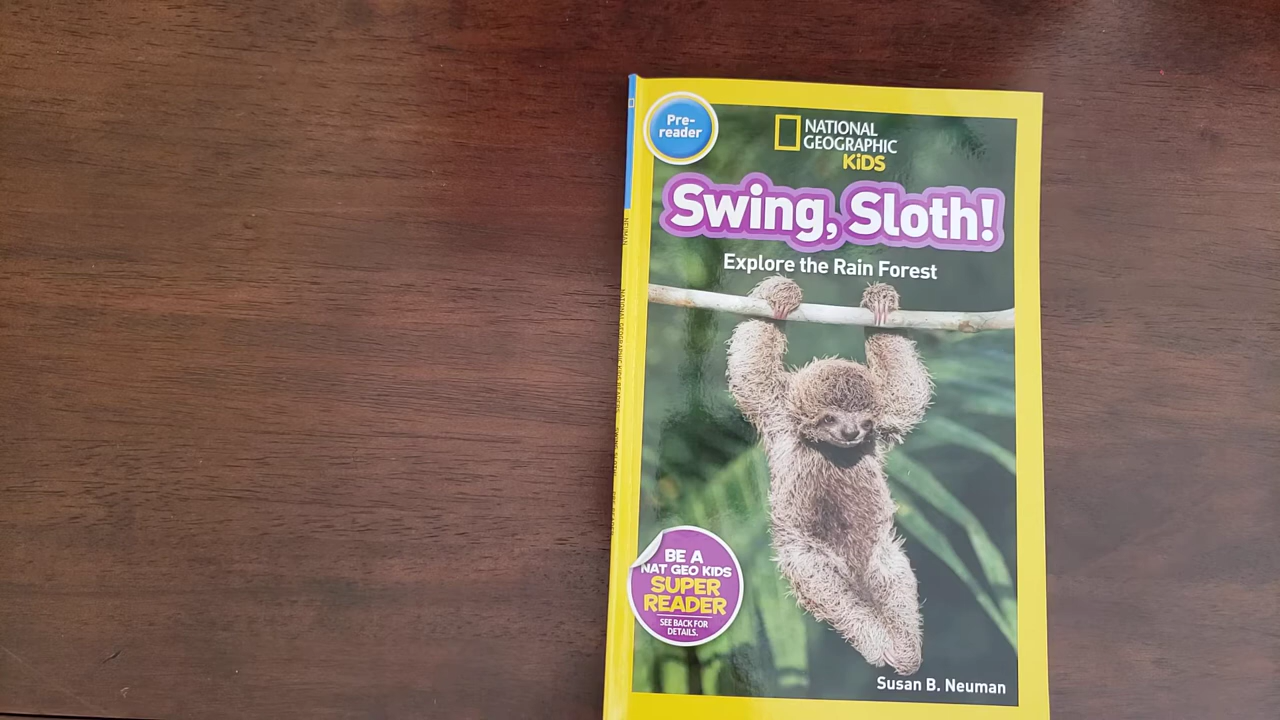 Pre-
reader
NATIONAL
GEOGRAPHIC
KiDS
Swing, Sloth!
Explore the Rain Forest
BE A
NAT GEO KIDS
SUPER
READER
SEE BACK FOR
DETAILS.
Susan B. Neuman
NEUMAN